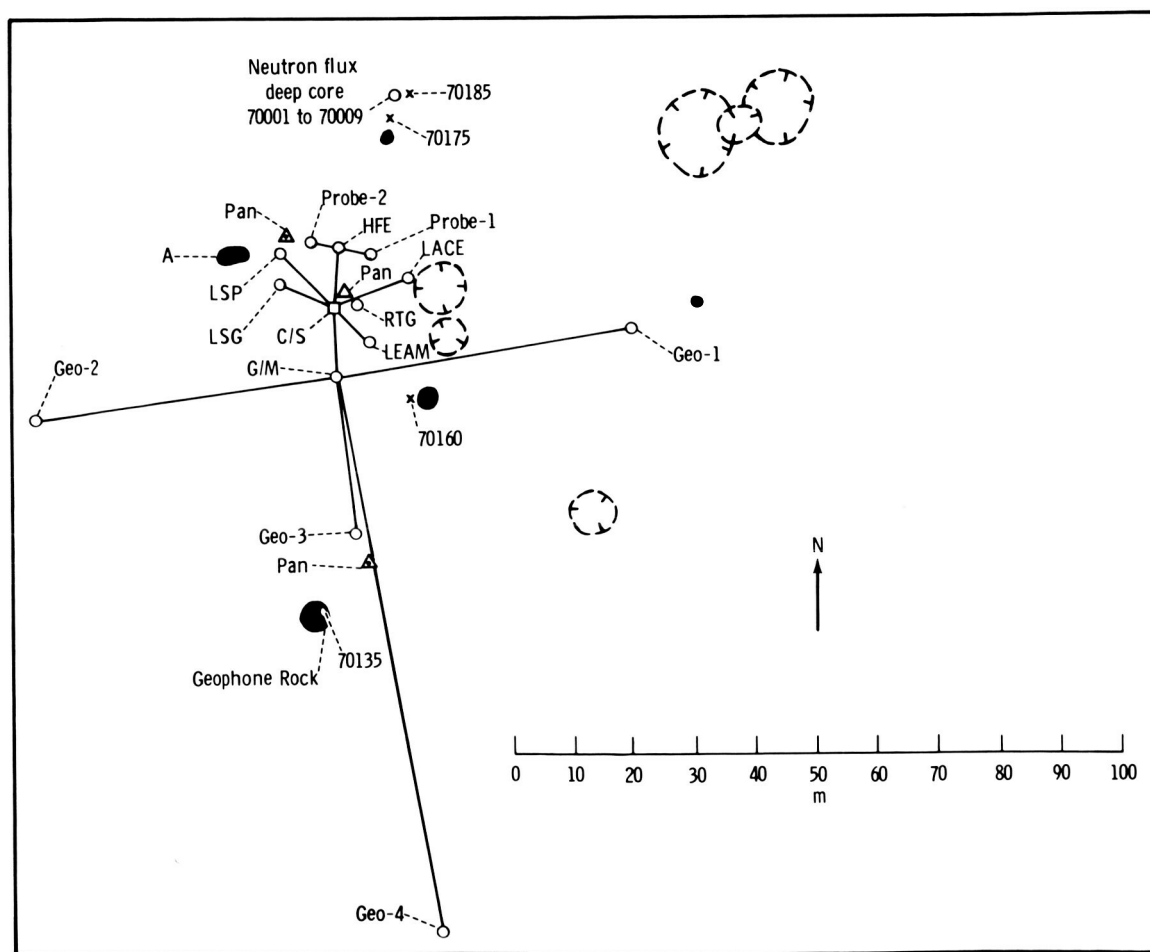 Neutron flux
deep core
70001 to 70009
70185
70175
Probe-2
Pan
HFE
Probe-1
A
LACE
Pan
LSP
RTG
LSG
C/S
LEAM
Geo-1
Geo-2
G/M
70160
Geo-3
Pan
N
70135
Geophone Rock
0 10 20 30 40 50 60 70 80 90 100
m
Geo-4